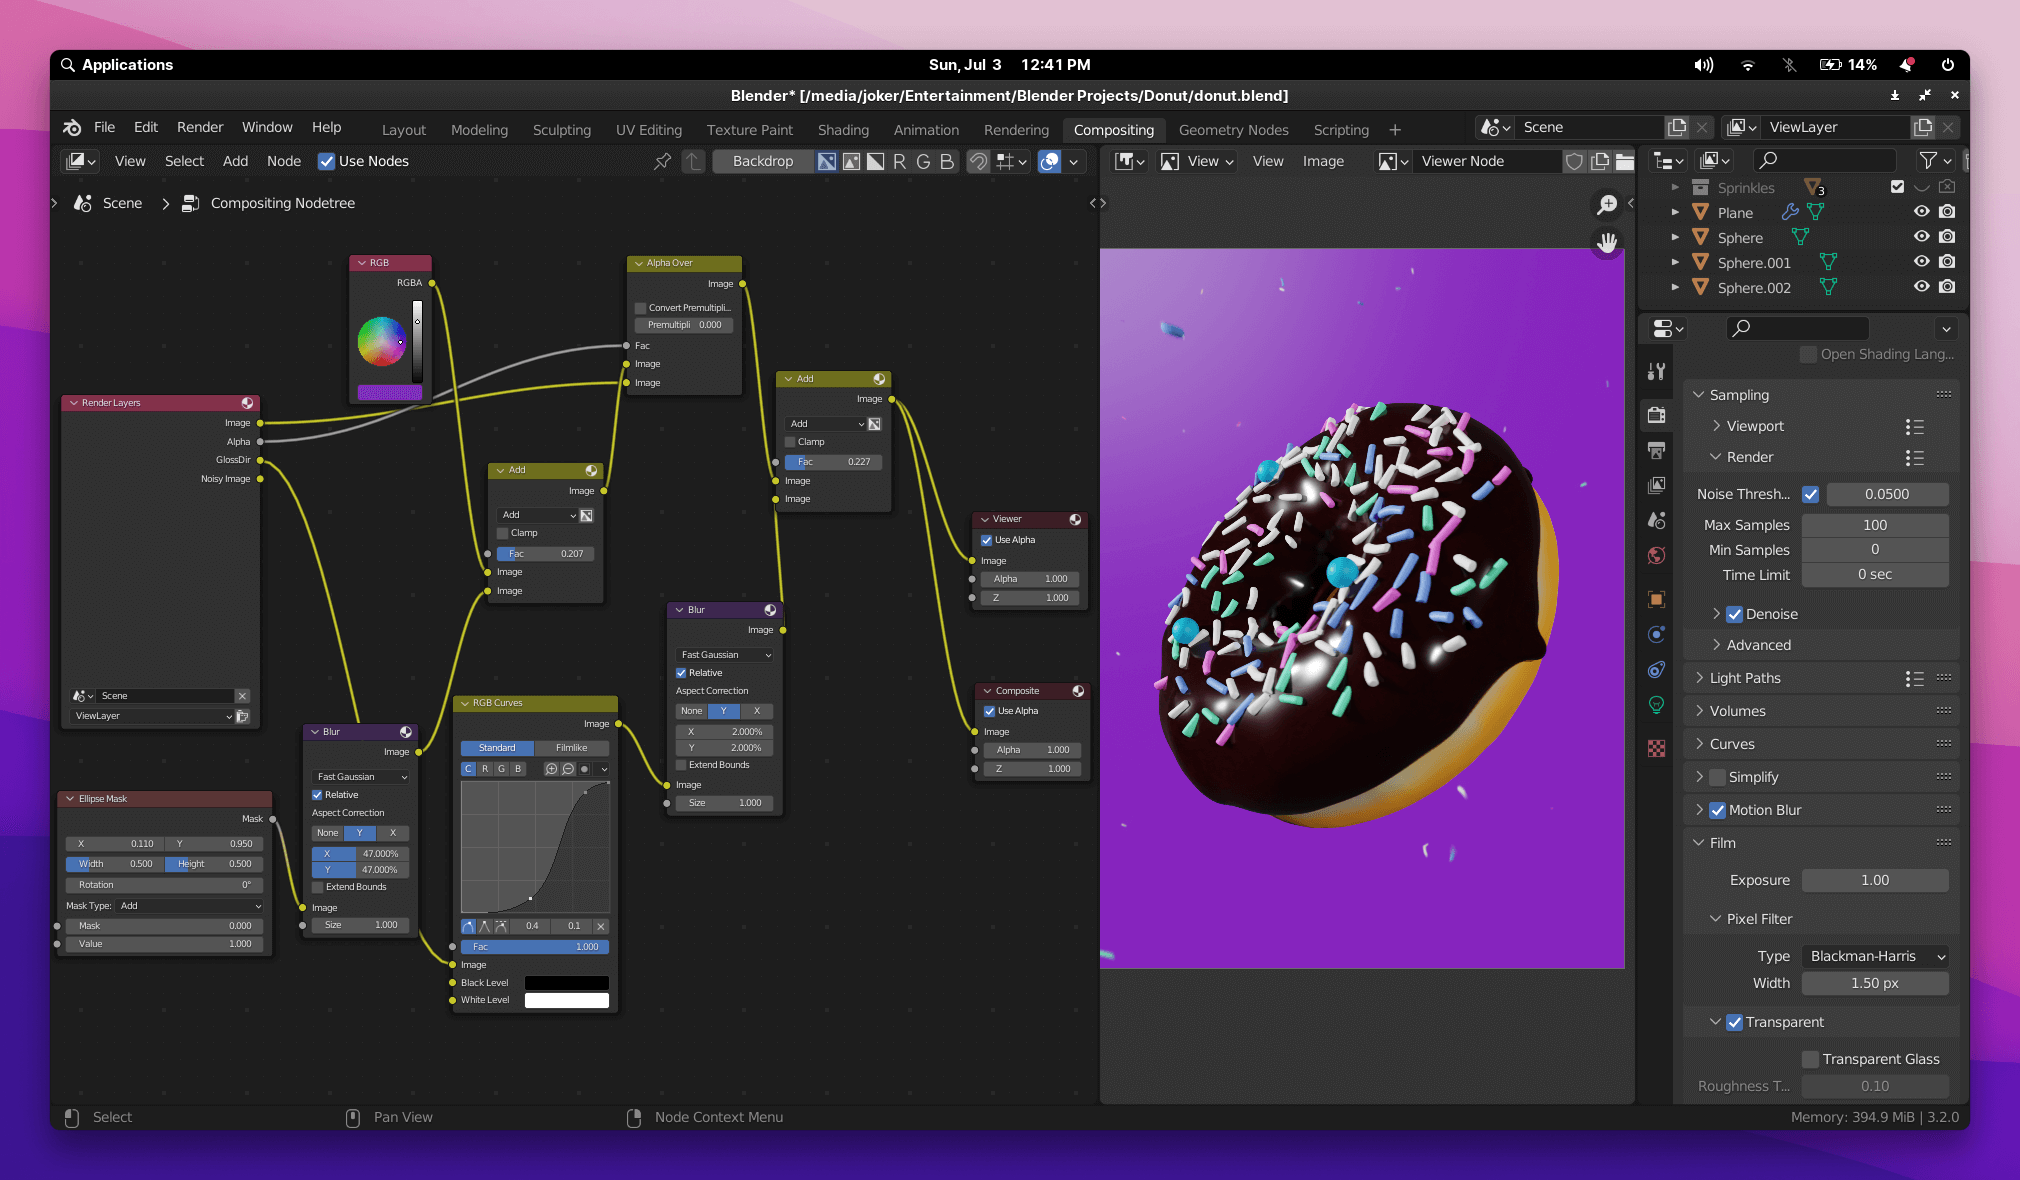 Applications
Sun, Jul 3 12:41 PM
14%
Blender* [/media/joker/Entertainment/Blender Projects/Donut/donut.blend]
File Edit Render Window Help
Layout Modeling Sculpting UV Editing Texture Paint Shading Animation Rendering Compositing Geometry Nodes Scripting +
Scene
ViewLayer
View Select Add Node Use Nodes
Backdrop R G B
View View Image Viewer Node
Scene > Compositing Nodetree
RGB
RGBA
Alpha Over
Image
Convert Premultipli...
Premultipli 0.000
Fac
Image
Image
Render Layers
Image
Alpha
GlossDir
Noisy Image
Scene
ViewLayer
Add
Image
Add
Clamp
Fac 0.207
Image
Image
Add
Image
Add
Clamp
Fac 0.227
Image
Image
Viewer
Use Alpha
Image
Alpha 1.000
Z 1.000
Composite
Use Alpha
Image
Alpha 1.000
Z 1.000
Blur
Image
Fast Gaussian
Relative
Aspect Correction
None Y X
X 2.000%
Y 2.000%
Extend Bounds
Image
Size 1.000
Ellipse Mask
Mask
X 0.110 Y 0.950
Width 0.500 Height 0.500
Rotation 0°
Mask Type: Add
Mask 0.000
Value 1.000
Blur
Image
Fast Gaussian
Relative
Aspect Correction
None Y X
X 47.000%
Y 47.000%
Extend Bounds
Image
Size 1.000
RGB Curves
Image
Standard Filmlike
C R G B
0.4 0.1
Fac 1.000
Image
Black Level
White Level
Sprinkles 3
Plane
Sphere
Sphere.001
Sphere.002
Open Shading Lang...
Sampling
Viewport
Render
Noise Thresh... 0.0500
Max Samples 100
Min Samples 0
Time Limit 0 sec
Denoise
Advanced
Light Paths
Volumes
Curves
Simplify
Motion Blur
Film
Exposure 1.00
Pixel Filter
Type Blackman-Harris
Width 1.50 px
Transparent
Transparent Glass
Roughness T... 0.10
Select Pan View Node Context Menu
Memory: 394.9 MiB | 3.2.0